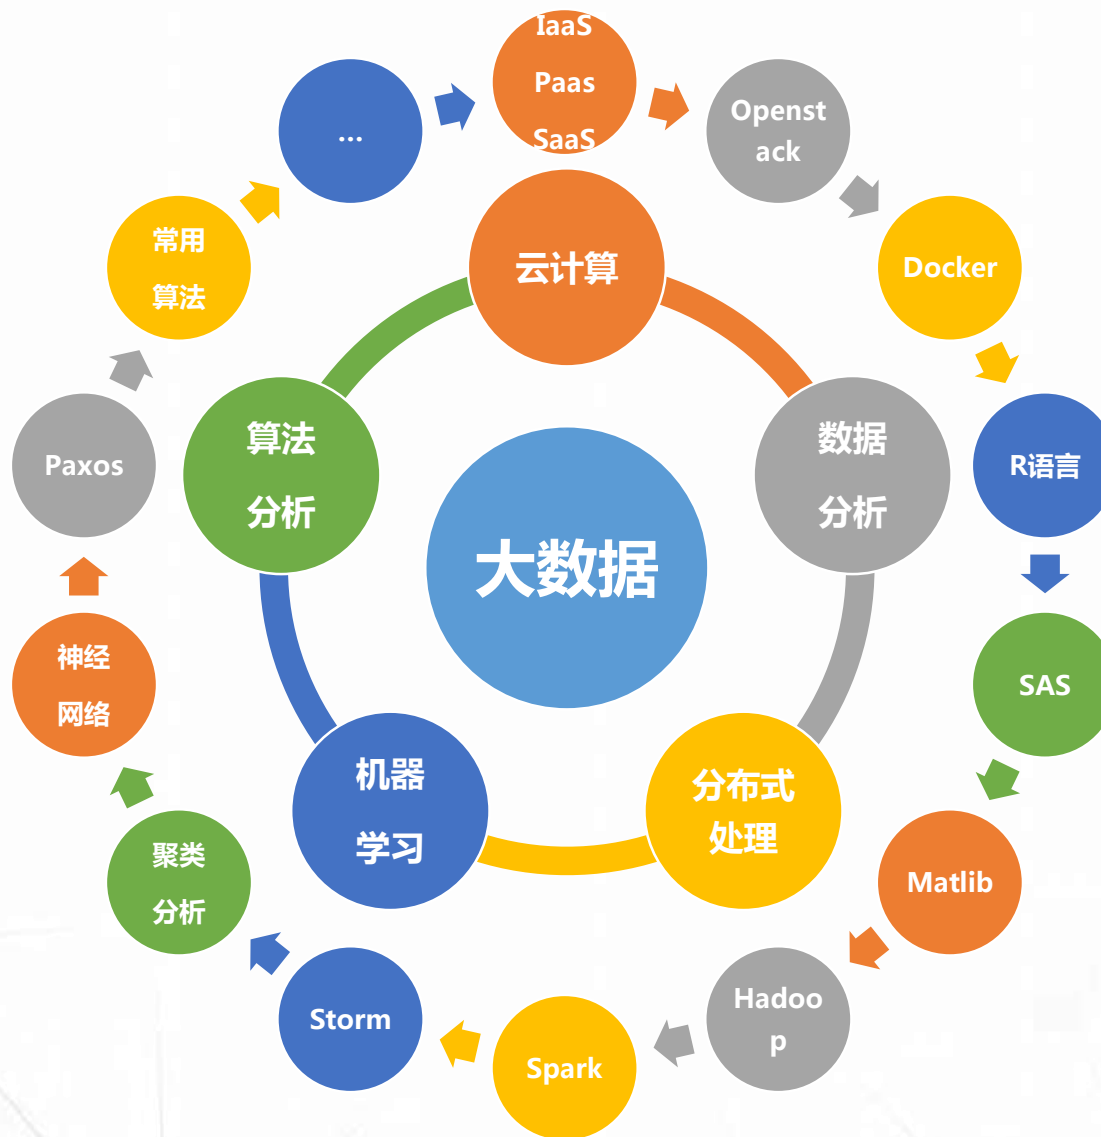 IaaS
Paas
SaaS
Openst
ack
Docker
R语言
SAS
Matlib
Hadoo
p
Spark
Storm
聚类
分析
神经
网络
Paxos
常用
算法
...
云计算
数据
分析
分布式
处理
机器
学习
算法
分析
大数据